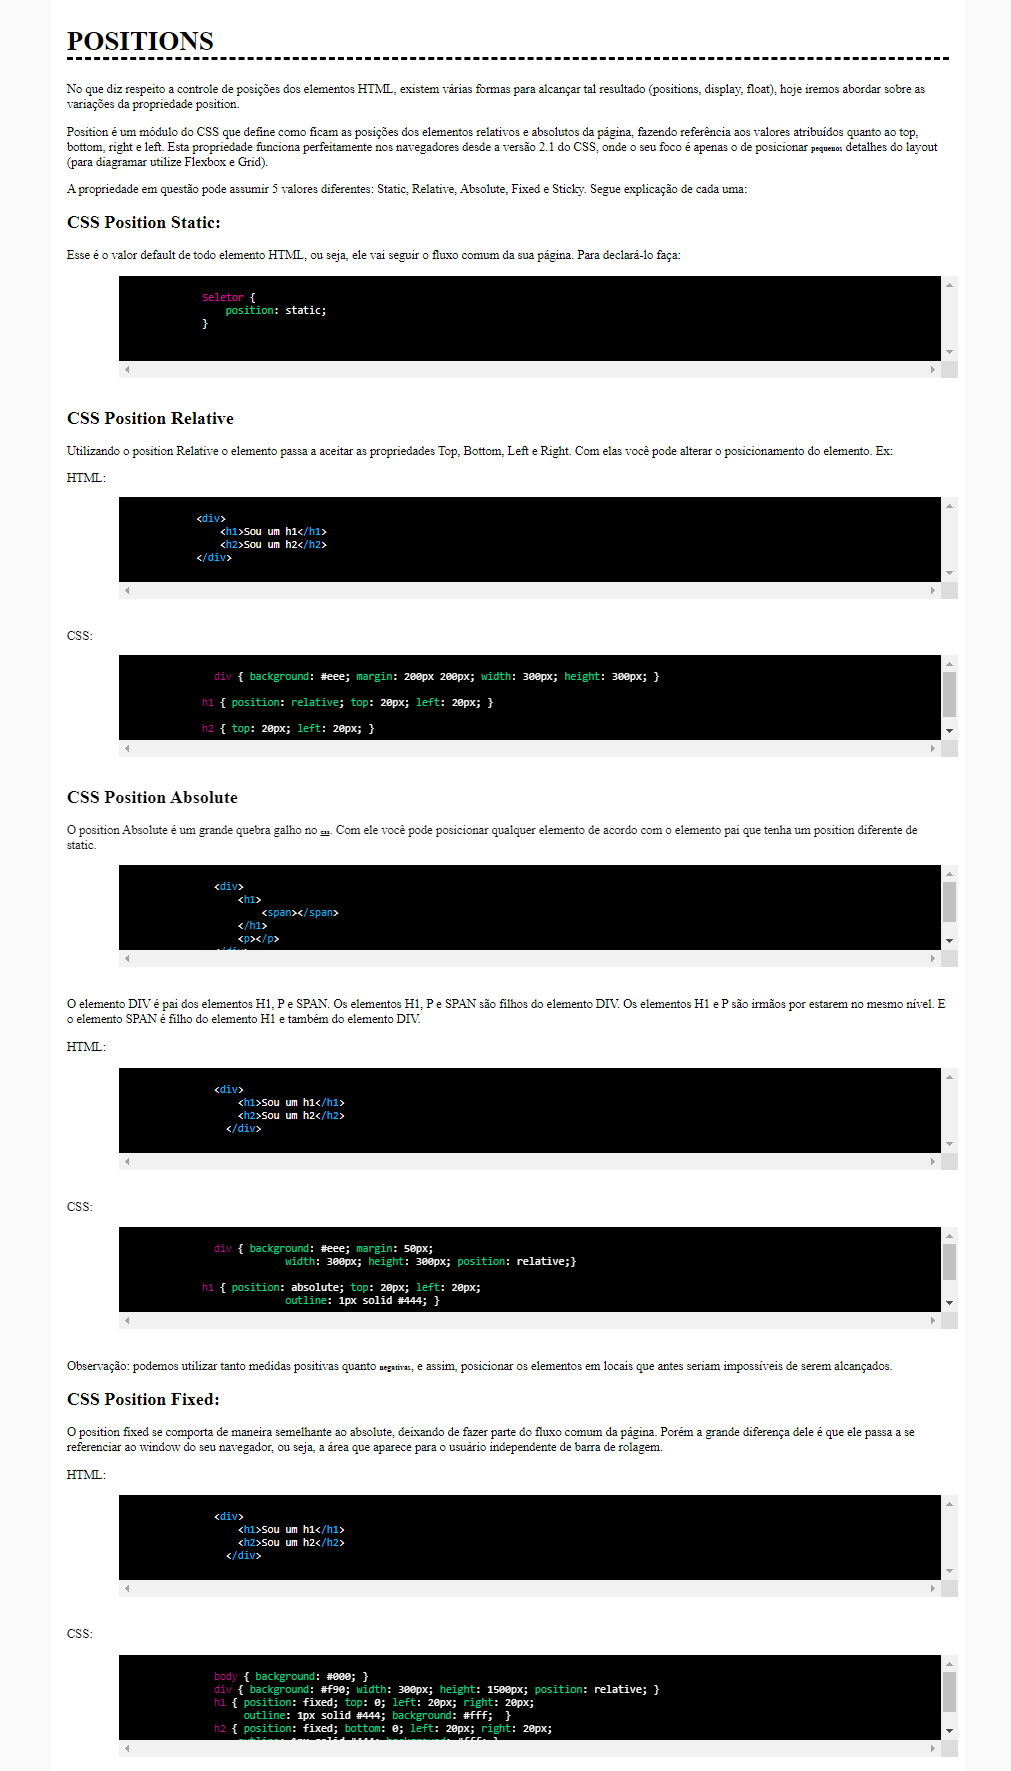 POSITIONS
No que diz respeito a controle de posições dos elementos HTML, existem várias formas para alcançar tal resultado (positions, display, float), hoje iremos abordar sobre as
variações da propriedade position.
Position é um módulo do CSS que define como ficam as posições dos elementos relativos e absolutos da página, fazendo referência aos valores atribuídos quanto ao top,
bottom, right e left. Esta propriedade funciona perfeitamente nos navegadores desde a versão 2.1 do CSS, onde o seu foco é apenas o de posicionar pequenos detalhes do layout
(para diagramar utilize Flexbox e Grid).
A propriedade em questão pode assumir 5 valores diferentes: Static, Relative, Absolute, Fixed e Sticky. Segue explicação de cada uma:
CSS Position Static:
Esse é o valor default de todo elemento HTML, ou seja, ele vai seguir o fluxo comum da sua página. Para declará-lo faça:
Seletor {
position: static;
}
CSS Position Relative
Utilizando o position Relative o elemento passa a aceitar as propriedades Top, Bottom, Left e Right. Com elas você pode alterar o posicionamento do elemento. Ex:
HTML:
<div>
<h1>Sou um h1</h1>
<h2>Sou um h2</h2>
</div>
CSS:
div { background: #eee; margin: 200px 200px; width: 300px; height: 300px; }
h1 { position: relative; top: 20px; left: 20px; }
h2 { top: 20px; left: 20px; }
CSS Position Absolute
O position Absolute é um grande quebra galho no css. Com ele você pode posicionar qualquer elemento de acordo com o elemento pai que tenha um position diferente de
static.
<div>
<h1>
<span></span>
</h1>
<p></p>
</div>
O elemento DIV é pai dos elementos H1, P e SPAN. Os elementos H1, P e SPAN são filhos do elemento DIV. Os elementos H1 e P são irmãos por estarem no mesmo nível. E
o elemento SPAN é filho do elemento H1 e também do elemento DIV.
HTML:
<div>
<h1>Sou um h1</h1>
<h2>Sou um h2</h2>
</div>
CSS:
div { background: #eee; margin: 50px;
width: 300px; height: 300px; position: relative;}
h1 { position: absolute; top: 20px; left: 20px;
outline: 1px solid #444; }
Observação: podemos utilizar tanto medidas positivas quanto negativas, e assim, posicionar os elementos em locais que antes seriam impossíveis de serem alcançados.
CSS Position Fixed:
O position fixed se comporta de maneira semelhante ao absolute, deixando de fazer parte do fluxo comum da página. Porém a grande diferença dele é que ele passa a se
referenciar ao window do seu navegador, ou seja, a área que aparece para o usuário independente de barra de rolagem.
HTML:
<div>
<h1>Sou um h1</h1>
<h2>Sou um h2</h2>
</div>
CSS:
body { background: #000; }
div { background: #f90; width: 300px; height: 1500px; position: relative; }
h1 { position: fixed; top: 0; left: 20px; right: 20px;
outline: 1px solid #444; background: #fff;  }
h2 { position: fixed; bottom: 0; left: 20px; right: 20px;
outline: 1px solid #444; background: #fff; }